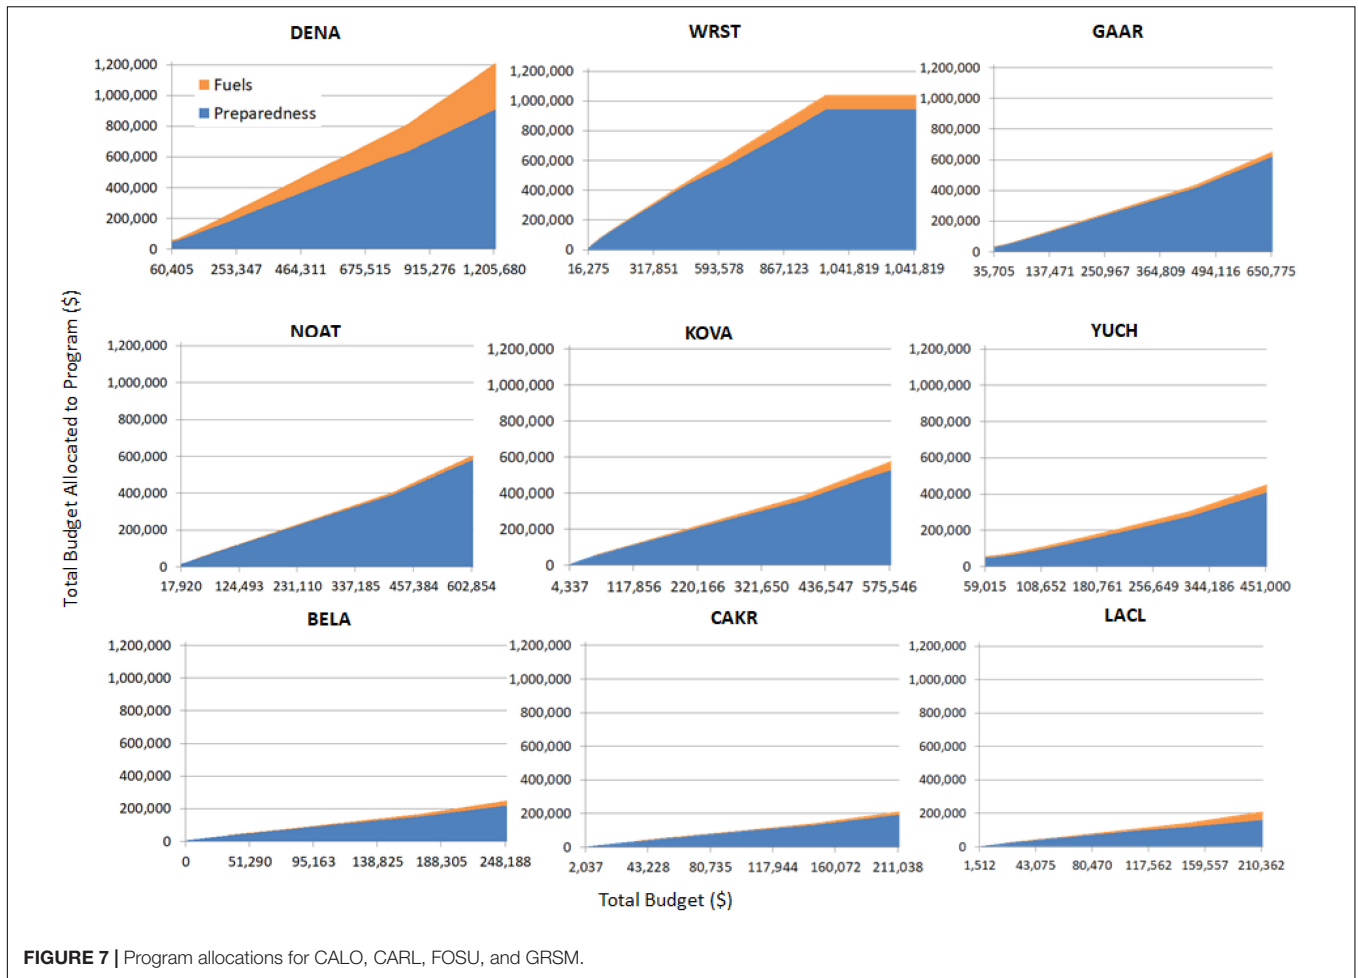 DENA
1,200,000
1,000,000
800,000
600,000
400,000
200,000
0
Fuels
Preparedness
60,405 253,347 464,311 675,515 915,276 1,205,680
WRST
1,200,000
1,000,000
800,000
600,000
400,000
200,000
0
16,275 317,851 593,578 867,123 1,041,819 1,041,819
GAAR
1,200,000
1,000,000
800,000
600,000
400,000
200,000
0
35,705 137,471 250,967 364,809 494,116 650,775
Total Budget Allocated to Program ($)
NOAT
1,200,000
1,000,000
800,000
600,000
400,000
200,000
0
17,920 124,493 231,110 337,185 457,384 602,854
KOVA
1,200,000
1,000,000
800,000
600,000
400,000
200,000
0
4,337 117,856 220,166 321,650 436,547 575,546
YUCH
1,200,000
1,000,000
800,000
600,000
400,000
200,000
0
59,015 108,652 180,761 256,649 344,186 451,000
BELA
1,200,000
1,000,000
800,000
600,000
400,000
200,000
0
0 51,290 95,163 138,825 188,305 248,188
CAKR
1,200,000
1,000,000
800,000
600,000
400,000
200,000
0
2,037 43,228 80,735 117,944 160,072 211,038
LACL
1,200,000
1,000,000
800,000
600,000
400,000
200,000
0
1,512 43,075 80,470 117,562 159,557 210,362
Total Budget ($)
FIGURE 7 | Program allocations for CALO, CARL, FOSU, and GRSM.